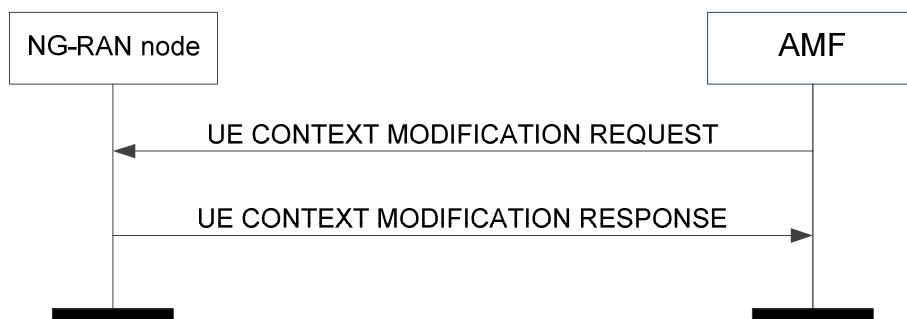 NG-RAN node
AMF
UE CONTEXT MODIFICATION REQUEST
UE CONTEXT MODIFICATION RESPONSE